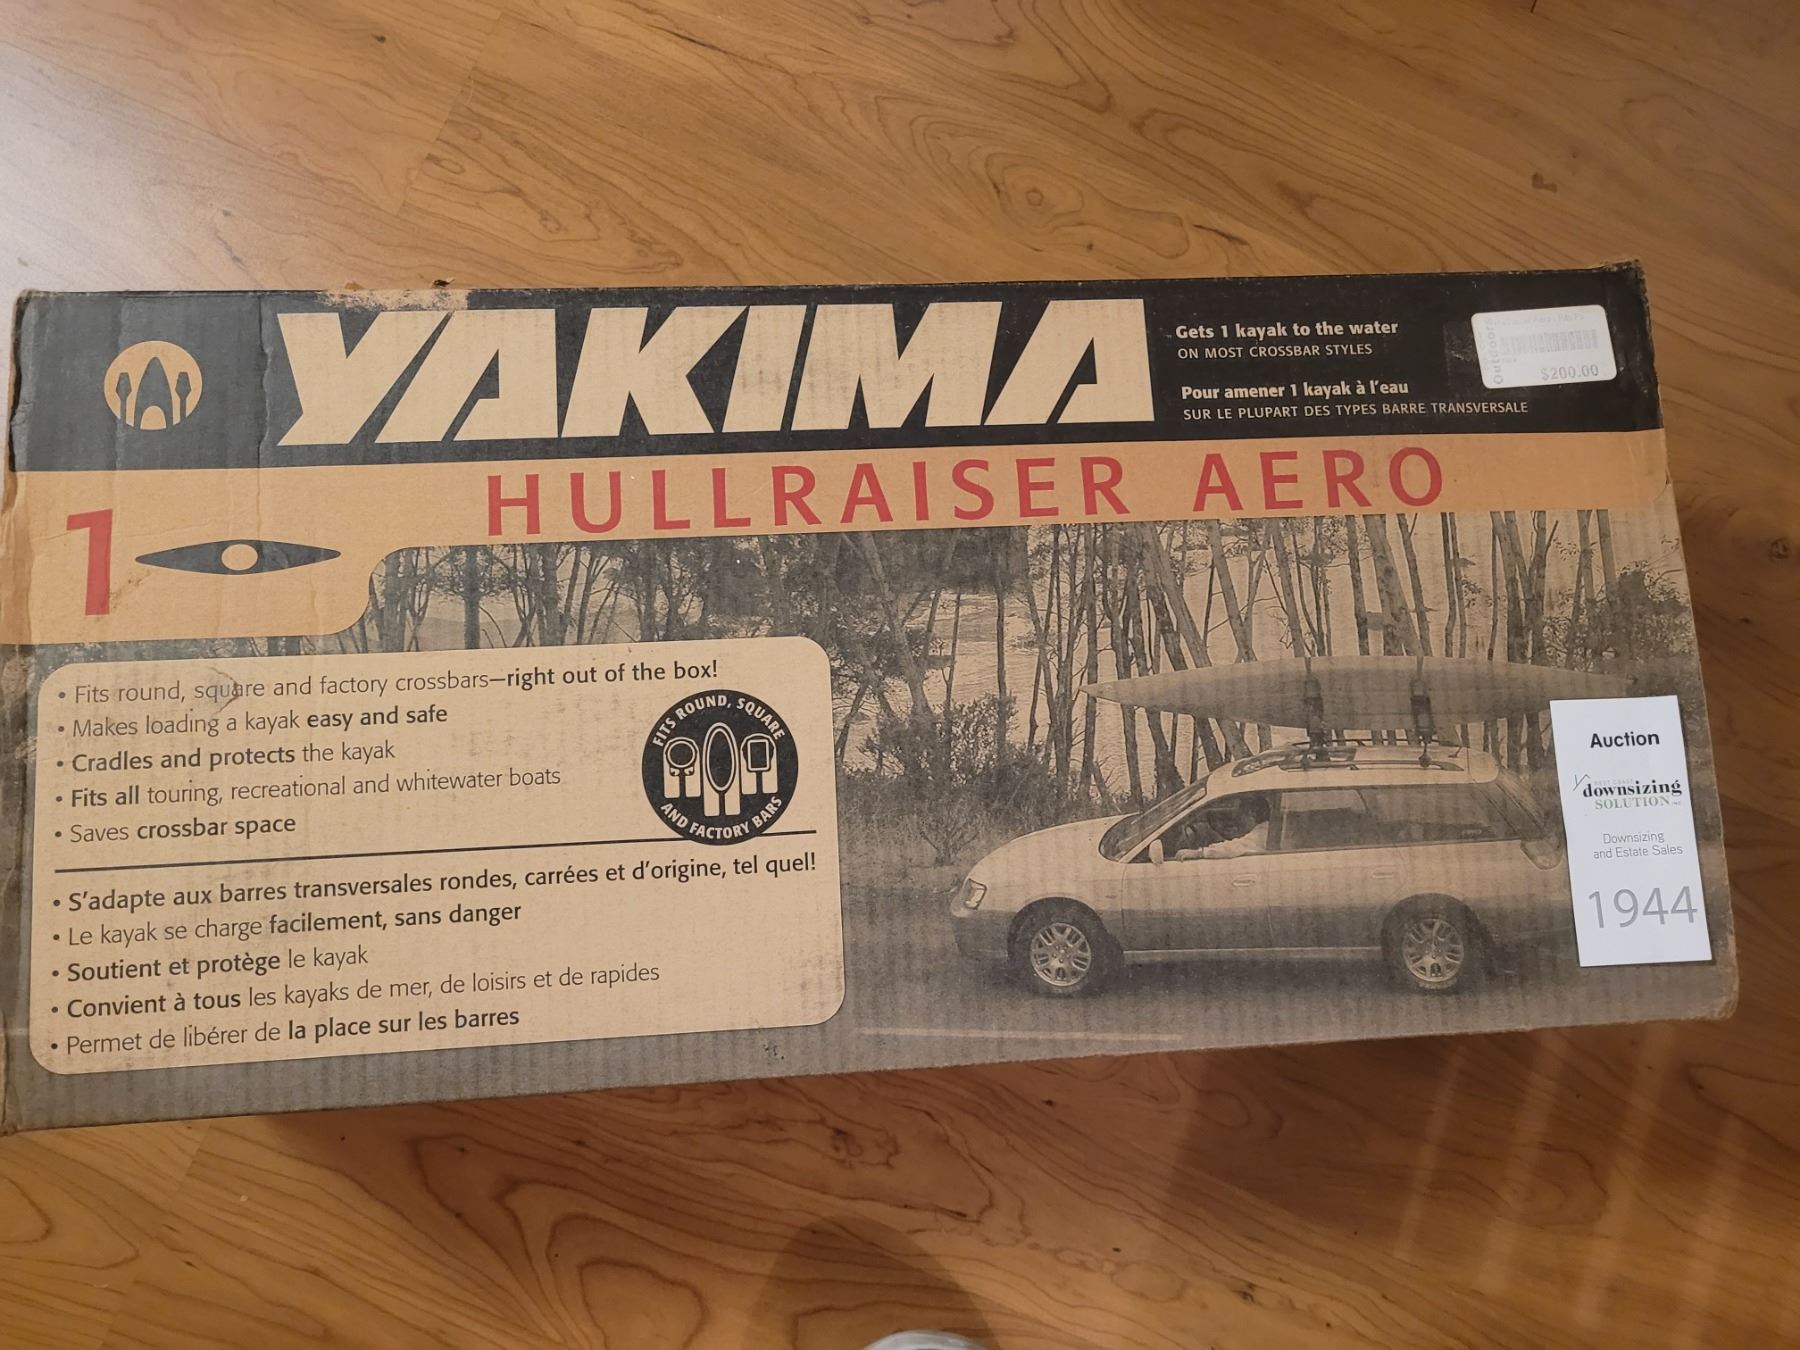 YAKIMA
Gets 1 kayak to the water
ON MOST CROSSBAR STYLES
Pour amener 1 kayak à l'eau
SUR LE PLUPART DES TYPES BARRE TRANSVERSALE
Outdoors
$200.00
HULLRAISER AERO
1
• Fits round, square and factory crossbars—right out of the box!
• Makes loading a kayak easy and safe
• Cradles and protects the kayak
• Fits all touring, recreational and whitewater boats
• Saves crossbar space
FITS ROUND, SQUARE
AND FACTORY BARS
• S'adapte aux barres transversales rondes, carrées et d'origine, tel quel!
• Le kayak se charge facilement, sans danger
• Soutient et protège le kayak
• Convient à tous les kayaks de mer, de loisirs et de rapides
• Permet de libérer de la place sur les barres
Auction
WEST COAST
downsizing
SOLUTION
Downsizing
and Estate Sales
1944